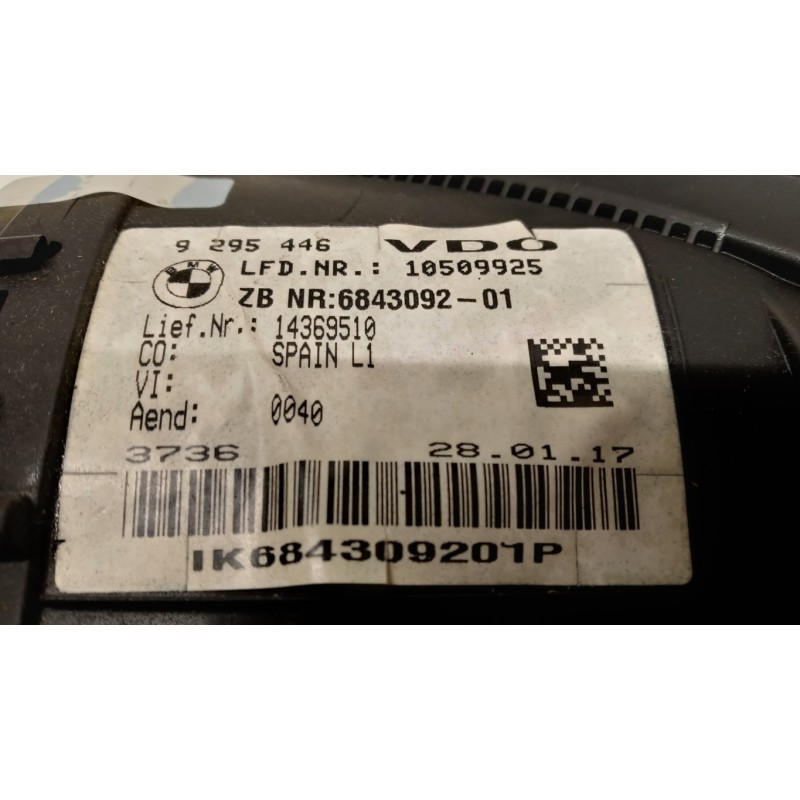 9 295 446 VDO
BMW LFD.NR.: 10509925
ZB NR:6843092-01
Lief.Nr.: 14369510
CO: SPAIN L1
VI:
Aend: 0040
3736 28.01.17
IK684309201P